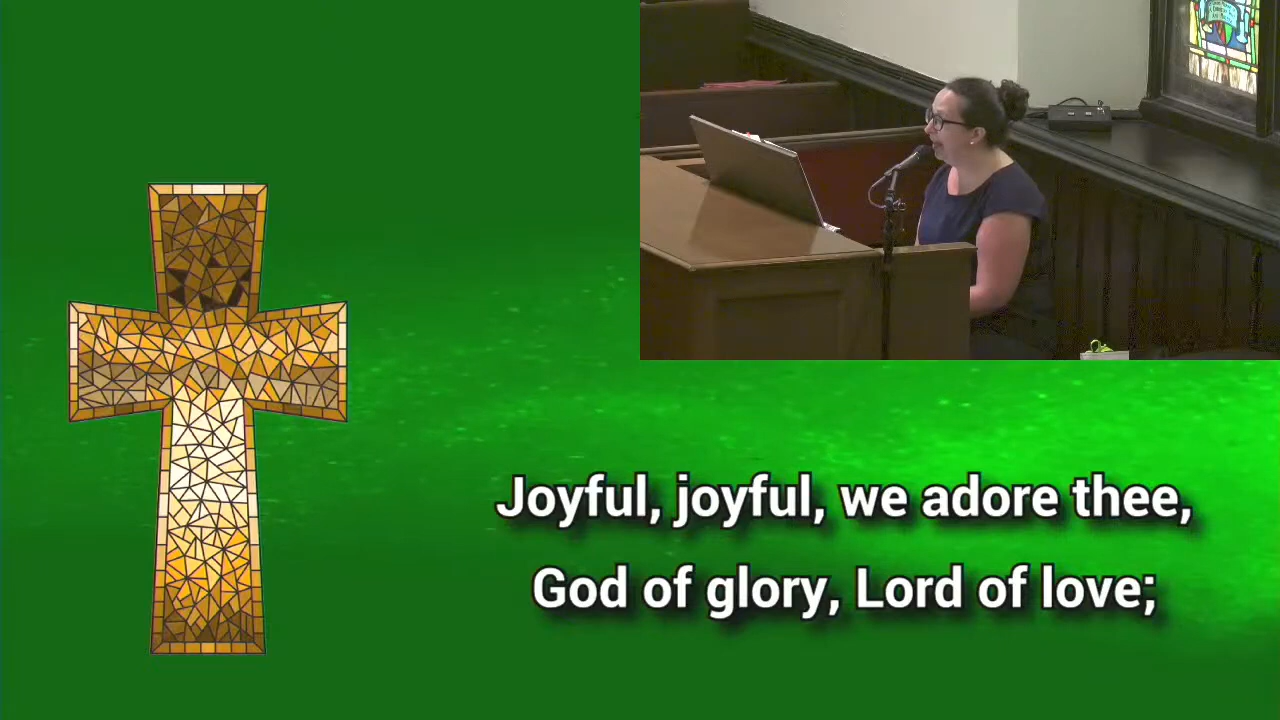 Joyful, joyful, we adore thee,
God of glory, Lord of love;